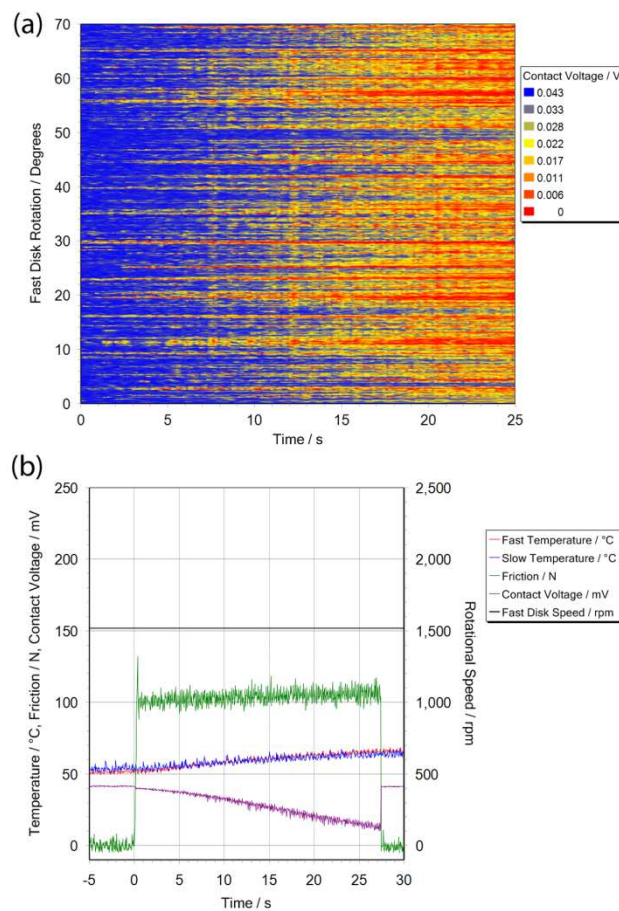 (a)
70
60
50
40
30
20
10
0
Fast Disk Rotation / Degrees
0 5 10 15 20 25
Time / s
Contact Voltage / V
0.043
0.033
0.028
0.022
0.017
0.011
0.006
0
(b)
250
200
150
100
50
0
Temperature / °C, Friction / N, Contact Voltage / mV
2,500
2,000
1,500
1,000
500
0
Rotational Speed / rpm
-5 0 5 10 15 20 25 30
Time / s
Fast Temperature / °C
Slow Temperature / °C
Friction / N
Contact Voltage / mV
Fast Disk Speed / rpm